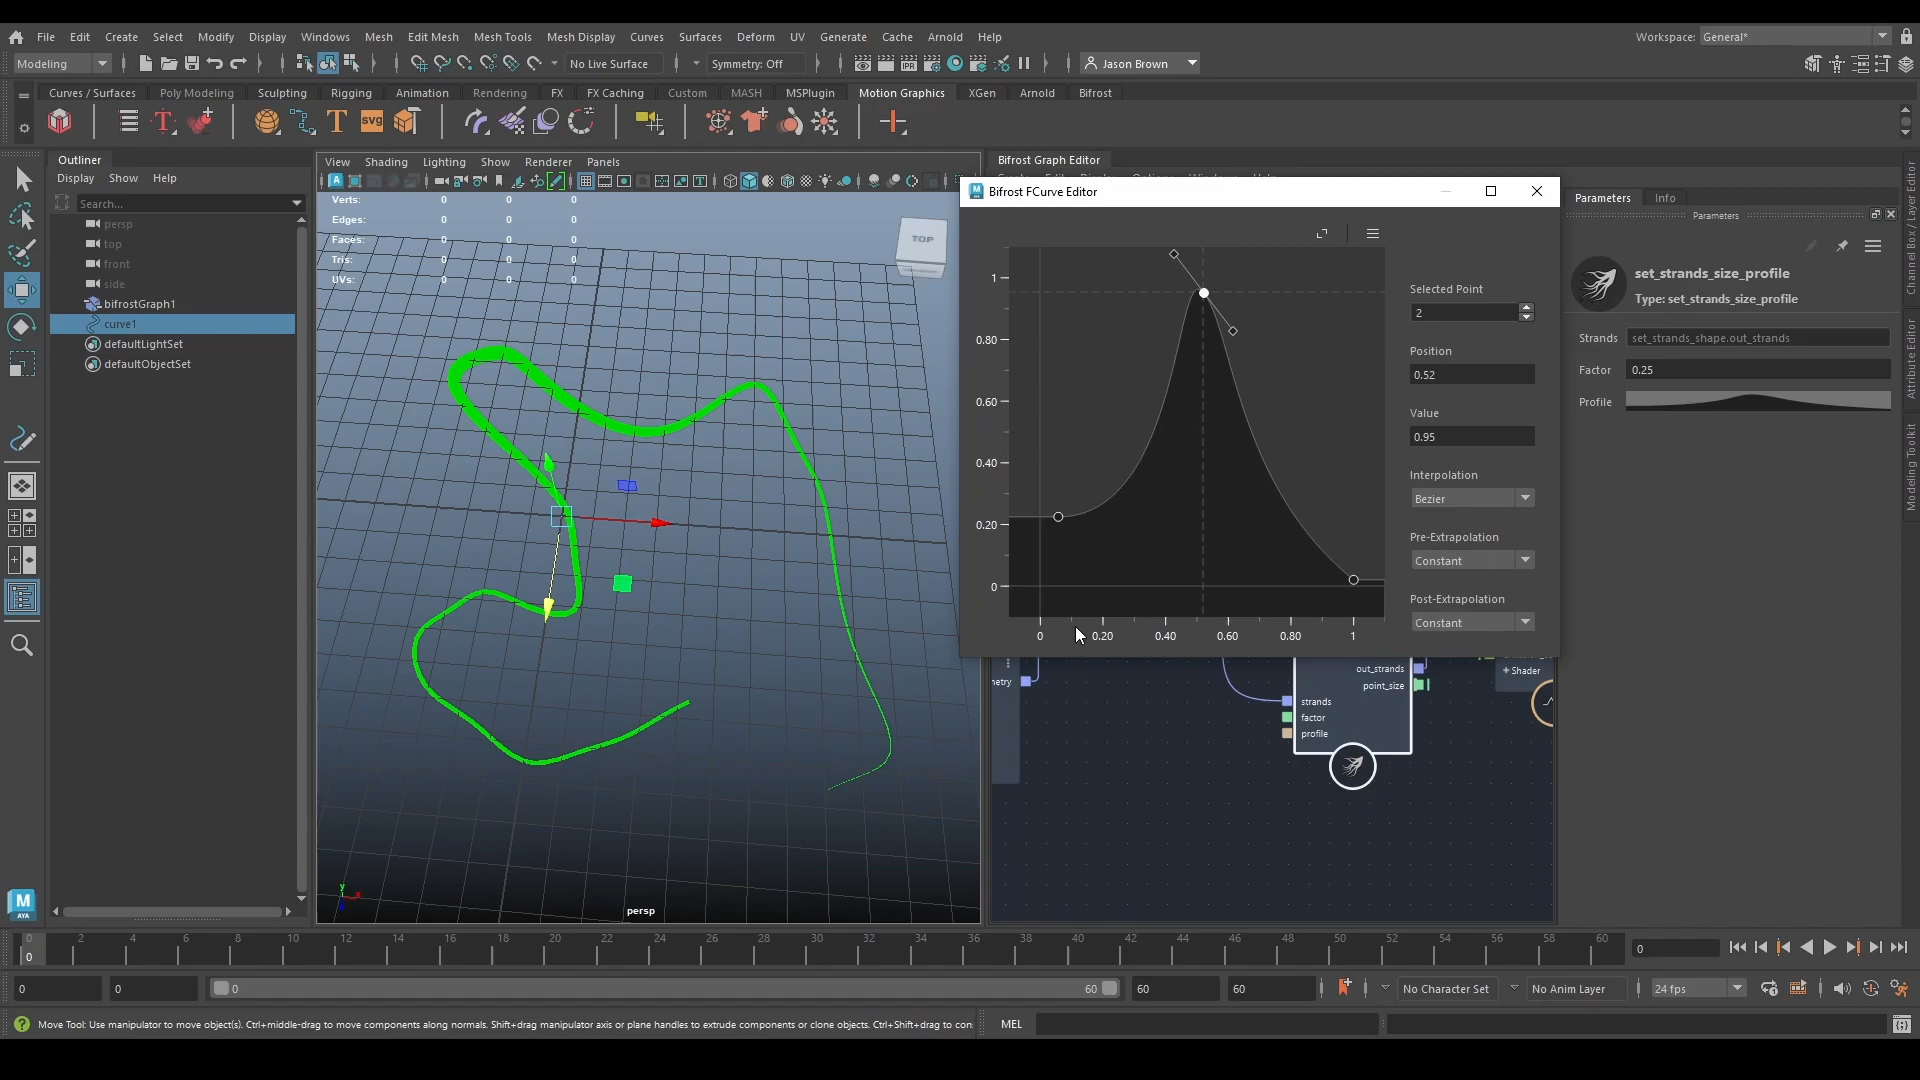 File Edit Create Select Modify Display Windows Mesh Edit Mesh Mesh Tools Mesh Display Curves Surfaces Deform UV Generate Cache Arnold Help Workspace: General*
Modeling No Live Surface Symmetry: Off Jason Brown
Curves / Surfaces Poly Modeling Sculpting Rigging Animation Rendering FX FX Caching Custom MASH MSPlugin Motion Graphics XGen Arnold Bifrost
T T svg
Outliner
Display Show Help
Search...
persp
top
front
side
bifrostGraph1
curve1
defaultLightSet
defaultObjectSet
View Shading Lighting Show Renderer Panels
Verts: 0 0 0
Edges: 0 0 0
Faces: 0 0 0
Tris: 0 0 0
UVs: 0 0 0
TOP
y
x
persp
Bifrost Graph Editor
Bifrost FCurve Editor
1
0.80
0.60
0.40
0.20
0
0 0.20 0.40 0.60 0.80 1
Selected Point
2
Position
0.52
Value
0.95
Interpolation
Bezier
Pre-Extrapolation
Constant
Post-Extrapolation
Constant
netry
out_strands
point_size
strands
factor
profile
+ Shader
Parameters Info
Parameters
set_strands_size_profile
Type: set_strands_size_profile
Strands set_strands_shape.out_strands
Factor 0.25
Profile
Channel Box / Layer Editor
Attribute Editor
Modeling Toolkit
M
AYA
0 2 4 6 8 10 12 14 16 18 20 22 24 26 28 30 32 34 36 38 40 42 44 46 48 50 52 54 56 58 60
0 0
0 0 0 60 60 60 No Character Set No Anim Layer 24 fps
Move Tool: Use manipulator to move object(s). Ctrl+middle-drag to move components along normals. Shift+drag manipulator axis or plane handles to extrude components or clone objects. Ctrl+Shift+drag to con
MEL